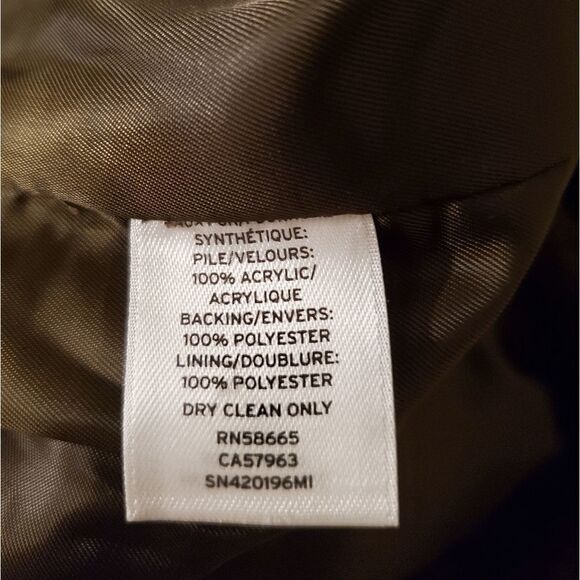 SYNTHÉTIQUE:
PILE/VELOURS:
100% ACRYLIC/
ACRYLIQUE
BACKING/ENVERS:
100% POLYESTER
LINING/DOUBLURE:
100% POLYESTER
DRY CLEAN ONLY
RN58665
CA57963
SN420196MI